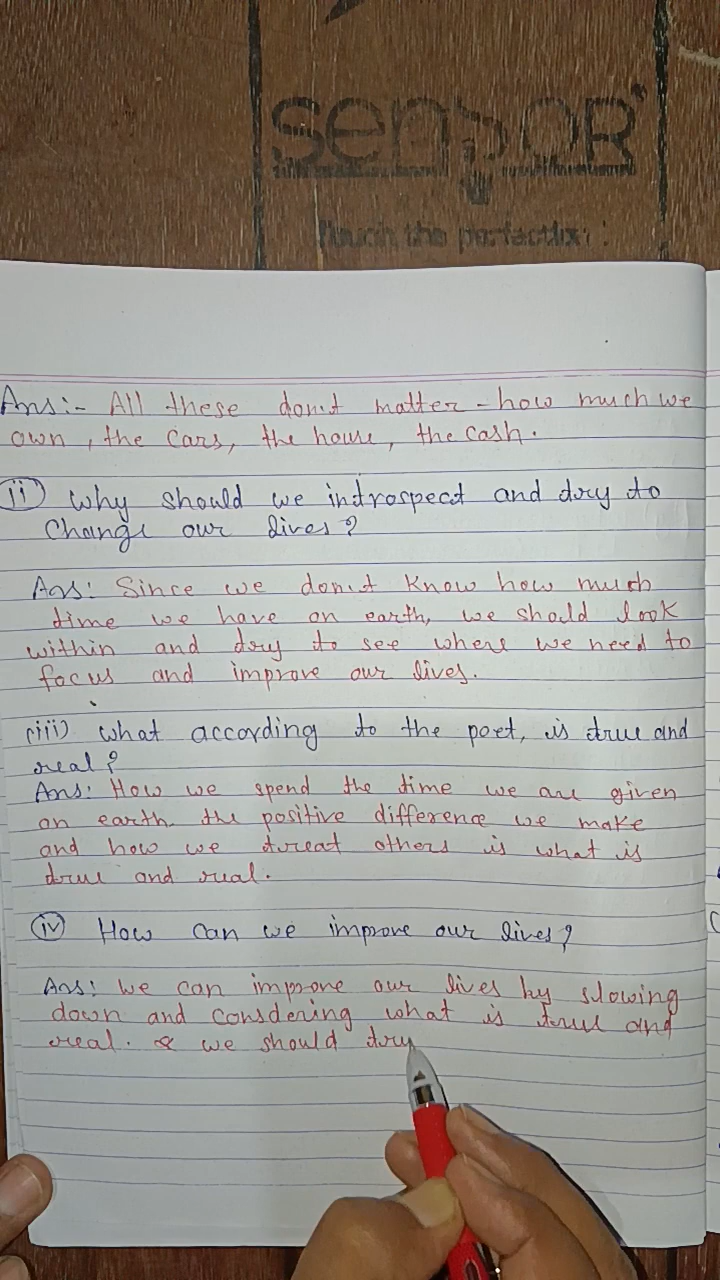 senSOR
Touch the perfection
Ans:- All these don't matter - how much we
own, the cars, the house, the cash.
(ii) Why should we introspect and try to
change our lives?
Ans: Since we don't know how much
time we have on earth, we should look
within and try to see where we need to
focus and improve our lives.
(iii) What according to the poet, is true and
real?
Ans: How we spend the time we are given
on earth. the positive difference we make
and how we treat others is what is
true and real.
(iv) How can we improve our lives?
Ans: We can improve our lives by slowing
down and consdering what is true and
real. & we should try